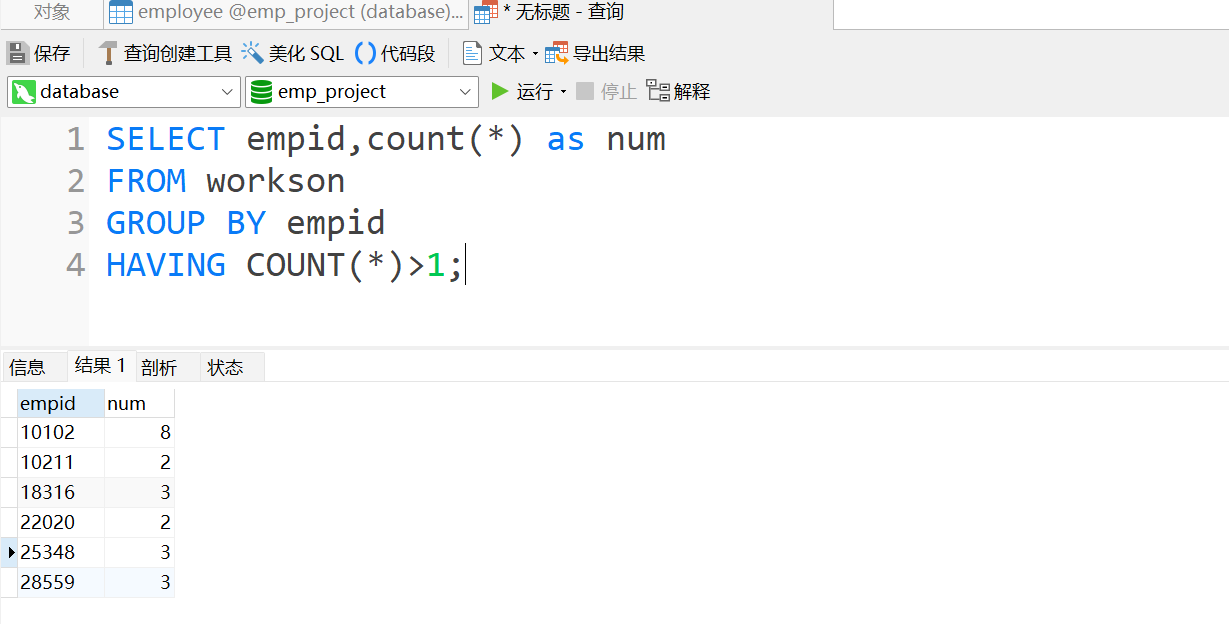 对象 employee @emp_project (database)... * 无标题 - 查询
保存 查询创建工具 美化 SQL 代码段 文本 导出结果
database emp_project 运行 停止 解释
1 SELECT empid,count(*) as num
2 FROM workson
3 GROUP BY empid
4 HAVING COUNT(*)>1;
信息 结果 1 剖析 状态
empid num
10102 8
10211 2
18316 3
22020 2
25348 3
28559 3